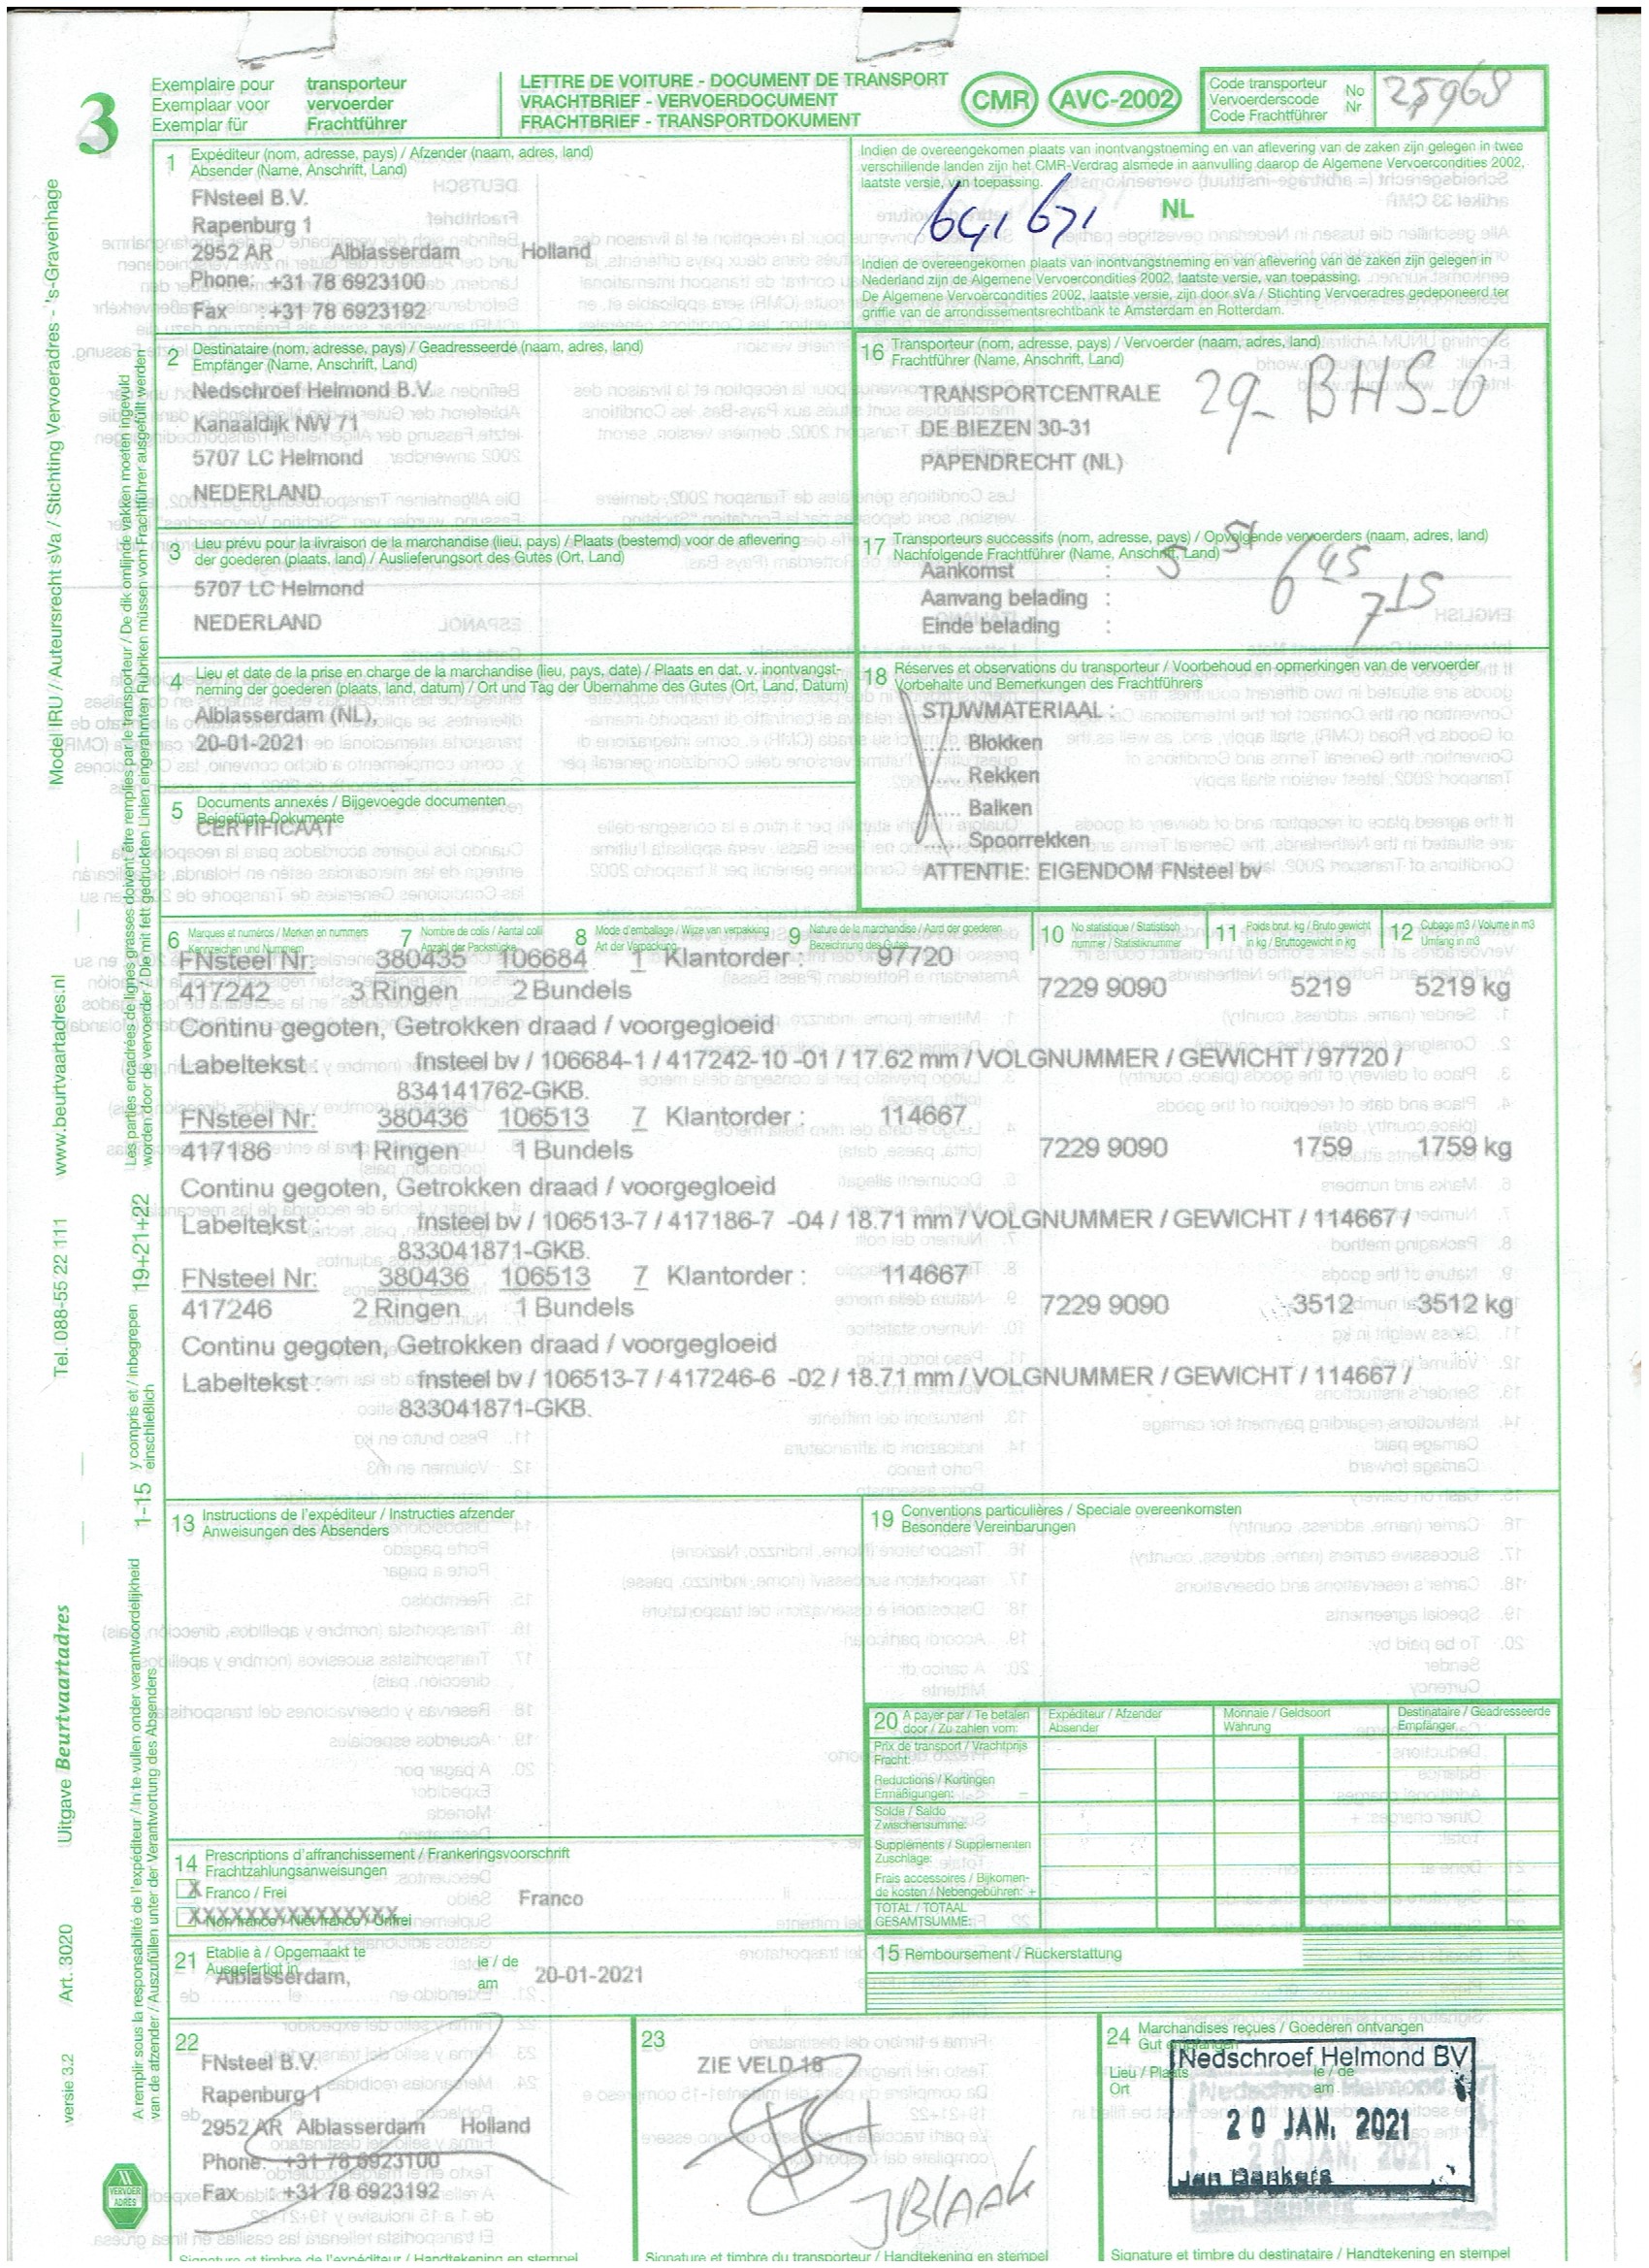 3
Exemplaire pour transporteur
Exemplaar voor vervoerder
Exemplar für Frachtführer
LETTRE DE VOITURE - DOCUMENT DE TRANSPORT
VRACHTBRIEF - VERVOERDOCUMENT
FRACHTBRIEF - TRANSPORTDOKUMENT
CMR AVC-2002
Code transporteur No
Vervoerderscode Nr
Code Frachtführer
25968
1 Expéditeur (nom, adresse, pays) / Afzender (naam, adres, land)
Absender (Name, Anschrift, Land)
FNsteel B.V.
Rapenburg 1
2952 AR Alblasserdam Holland
Phone: +31 78 6923100
Fax : +31 78 6923192
Indien de overeengekomen plaats van inontvangstneming en van aflevering van de zaken zijn gelegen in twee
verschillende landen zijn het CMR-Verdrag alsmede in aanvulling daarop de Algemene Vervoercondities 2002,
laatste versie, van toepassing.
641 671
NL
Indien de overeengekomen plaats van inontvangstneming en van aflevering van de zaken zijn gelegen in
Nederland zijn de Algemene Vervoercondities 2002, laatste versie, van toepassing.
De Algemene Vervoercondities 2002, laatste versie, zijn door sVa / Stichting Vervoeradres gedeponeerd ter
griffie van de arrondissementsrechtbank te Amsterdam en Rotterdam.
2 Destinataire (nom, adresse, pays) / Geadresseerde (naam, adres, land)
Empfänger (Name, Anschrift, Land)
Nedschroef Helmond B.V.
Kanaaldijk NW 71
5707 LC Helmond
NEDERLAND
16 Transporteur (nom, adresse, pays) / Vervoerder (naam, adres, land)
Frachtführer (Name, Anschrift, Land)
TRANSPORTCENTRALE
DE BIEZEN 30-31
PAPENDRECHT (NL)
29-BHS-6
3 Lieu prévu pour la livraison de la marchandise (lieu, pays) / Plaats (bestemd) voor de aflevering
der goederen (plaats, land) / Auslieferungsort des Gutes (Ort, Land)
5707 LC Helmond
NEDERLAND
17 Transporteurs successifs (nom, adresse, pays) / Opvolgende vervoerders (naam, adres, land)
Nachfolgende Frachtführer (Name, Anschrift, Land)
Aankomst : 5 51
Aanvang belading : 6 45
Einde belading : 7 15
4 Lieu et date de la prise en charge de la marchandise (lieu, pays, date) / Plaats en dat. v. inontvangst-
neming der goederen (plaats, land, datum) / Ort und Tag der Übernahme des Gutes (Ort, Land, Datum)
Alblasserdam (NL),
20-01-2021
18 Réserves et observations du transporteur / Voorbehoud en opmerkingen van de vervoerder
Vorbehalte und Bemerkungen des Frachtführers
STUWMATERIAAL :
...... Blokken
...... Rekken
...... Balken
...... Spoorrekken
ATTENTIE: EIGENDOM FNsteel bv
5 Documents annexés / Bijgevoegde documenten
Beigefügte Dokumente
CERTIFICAAT
6 Marques et numéros / Merken en nummers
Kennzeichen und Nummern
7 Nombre de colis / Aantal colli
Anzahl der Packstücke
8 Mode d'emballage / Wijze van verpakking
Art der Verpackung
9 Nature de la marchandise / Aard der goederen
Bezeichnung des Gutes
10 No statistique / Statistisch
nummer / Statistiknummer
11 Poids brut, kg / Bruto gewicht
in kg / Bruttogewicht in kg
12 Cubage m3 / Volume in m3
Umfang in m3
FNsteel Nr: 380435 106684 1 Klantorder : 97720
417242 3 Ringen 2 Bundels 7229 9090 5219 5219 kg
Continu gegoten, Getrokken draad / voorgegloeid
Labeltekst : fnsteel bv / 106684-1 / 417242-10 -01 / 17.62 mm / VOLGNUMMER / GEWICHT / 97720 /
834141762-GKB.
FNsteel Nr: 380436 106513 7 Klantorder : 114667
417186 1 Ringen 1 Bundels 7229 9090 1759 1759 kg
Continu gegoten, Getrokken draad / voorgegloeid
Labeltekst : fnsteel bv / 106513-7 / 417186-7 -04 / 18.71 mm / VOLGNUMMER / GEWICHT / 114667 /
833041871-GKB.
FNsteel Nr: 380436 106513 7 Klantorder : 114667
417246 2 Ringen 1 Bundels 7229 9090 3512 3512 kg
Continu gegoten, Getrokken draad / voorgegloeid
Labeltekst : fnsteel bv / 106513-7 / 417246-6 -02 / 18.71 mm / VOLGNUMMER / GEWICHT / 114667 /
833041871-GKB.
13 Instructions de l'expéditeur / Instructies afzender
Anweisungen des Absenders
19 Conventions particulières / Speciale overeenkomsten
Besondere Vereinbarungen
20 A payer par / Te betalen
door / Zu zahlen vom:
Expéditeur / Afzender
Absender
Monnaie / Geldsoort
Währung
Destinataire / Geadresseerde
Empfänger
Prix de transport / Vrachtprijs
Fracht:
Reductions / Kortingen
Ermäßigungen: −
Solde / Saldo
Zwischensumme:
Suppléments / Supplementen
Zuschläge:
Frais accessoires / Bijkomen-
de kosten / Nebengebühren: +
TOTAL / TOTAAL
GESAMTSUMME:
14 Prescriptions d'affranchissement / Frankeringsvoorschrift
Frachtzahlungsanweisungen
X Franco / Frei
Franco
XXXXXXXXXXXXXXX
Non franco / Niet franco / Unfrei
21 Etablie à / Opgemaakt te
Ausgefertigt in
Alblasserdam,
le / de
am
20-01-2021
15 Remboursement / Rückerstattung
22
FNsteel B.V.
Rapenburg 1
2952 AR Alblasserdam Holland
Phone: +31 78 6923100
Fax : +31 78 6923192
Signature et timbre de l'expéditeur / Handtekening en stempel
23
ZIE VELD 16
JBLAAK
Signature et timbre du transporteur / Handtekening en stempel
24 Marchandises reçues / Goederen ontvangen
Gut empfangen
Lieu / Plaats
Ort
le / de
am
Nedschroef Helmond BV
20 JAN. 2021
Jan Bankers
Signature et timbre du destinataire / Handtekening en stempel
Model IRU / Auteursrecht sVa / Stichting Vervoeradres - 's-Gravenhage
www.beurtvaartadres.nl
Tel. 088-55 22 111
Uitgave Beurtvaartadres
Art. 3020
versie 3.2
Les parties encadrées de lignes grasses doivent être remplies par le transporteur / De dik omlijnde vakken moeten ingevuld
worden door de vervoerder / Die mit fett gedruckten Linien eingerahmten Rubriken müssen vom Frachtführer ausgefüllt werden.
19+21+22
y compris et / inbegrepen
einschließlich
1-15
A remplir sous la responsabilité de l'expéditeur / In te vullen onder verantwoordelijkheid
van de afzender / Auszufüllen unter der Verantwortung des Absenders
VERVOER
ADRES